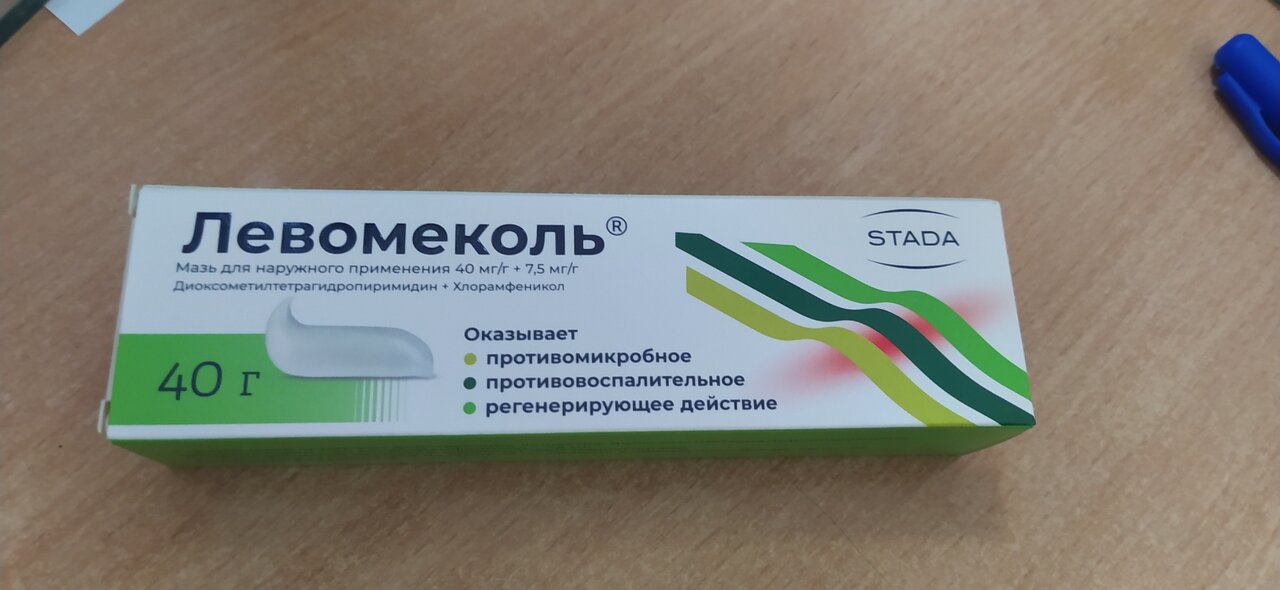 Левомеколь®
Мазь для наружного применения 40 мг/г + 7,5 мг/г
Диоксометилтетрагидропиримидин + Хлорамфеникол
40 г
Оказывает
противомикробное
противовоспалительное
регенерирующее действие
STADA